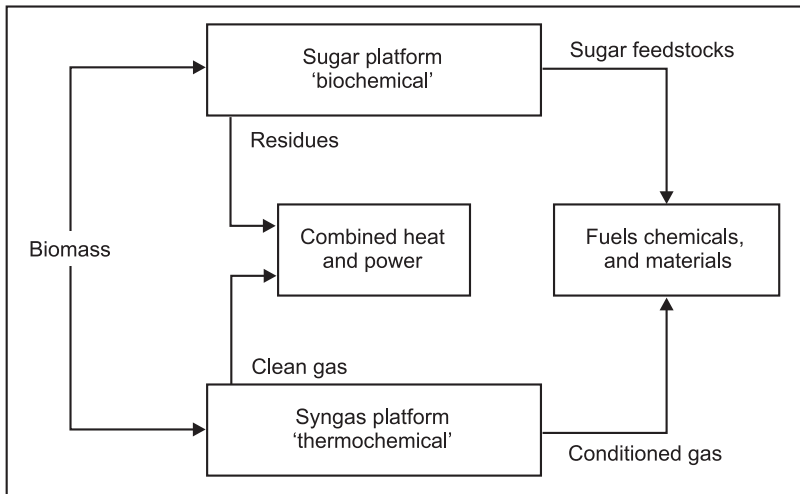 Sugar platform
‘biochemical’
Sugar feedstocks
Residues
Biomass
Combined heat
and power
Fuels chemicals,
and materials
Clean gas
Syngas platform
‘thermochemical’
Conditioned gas